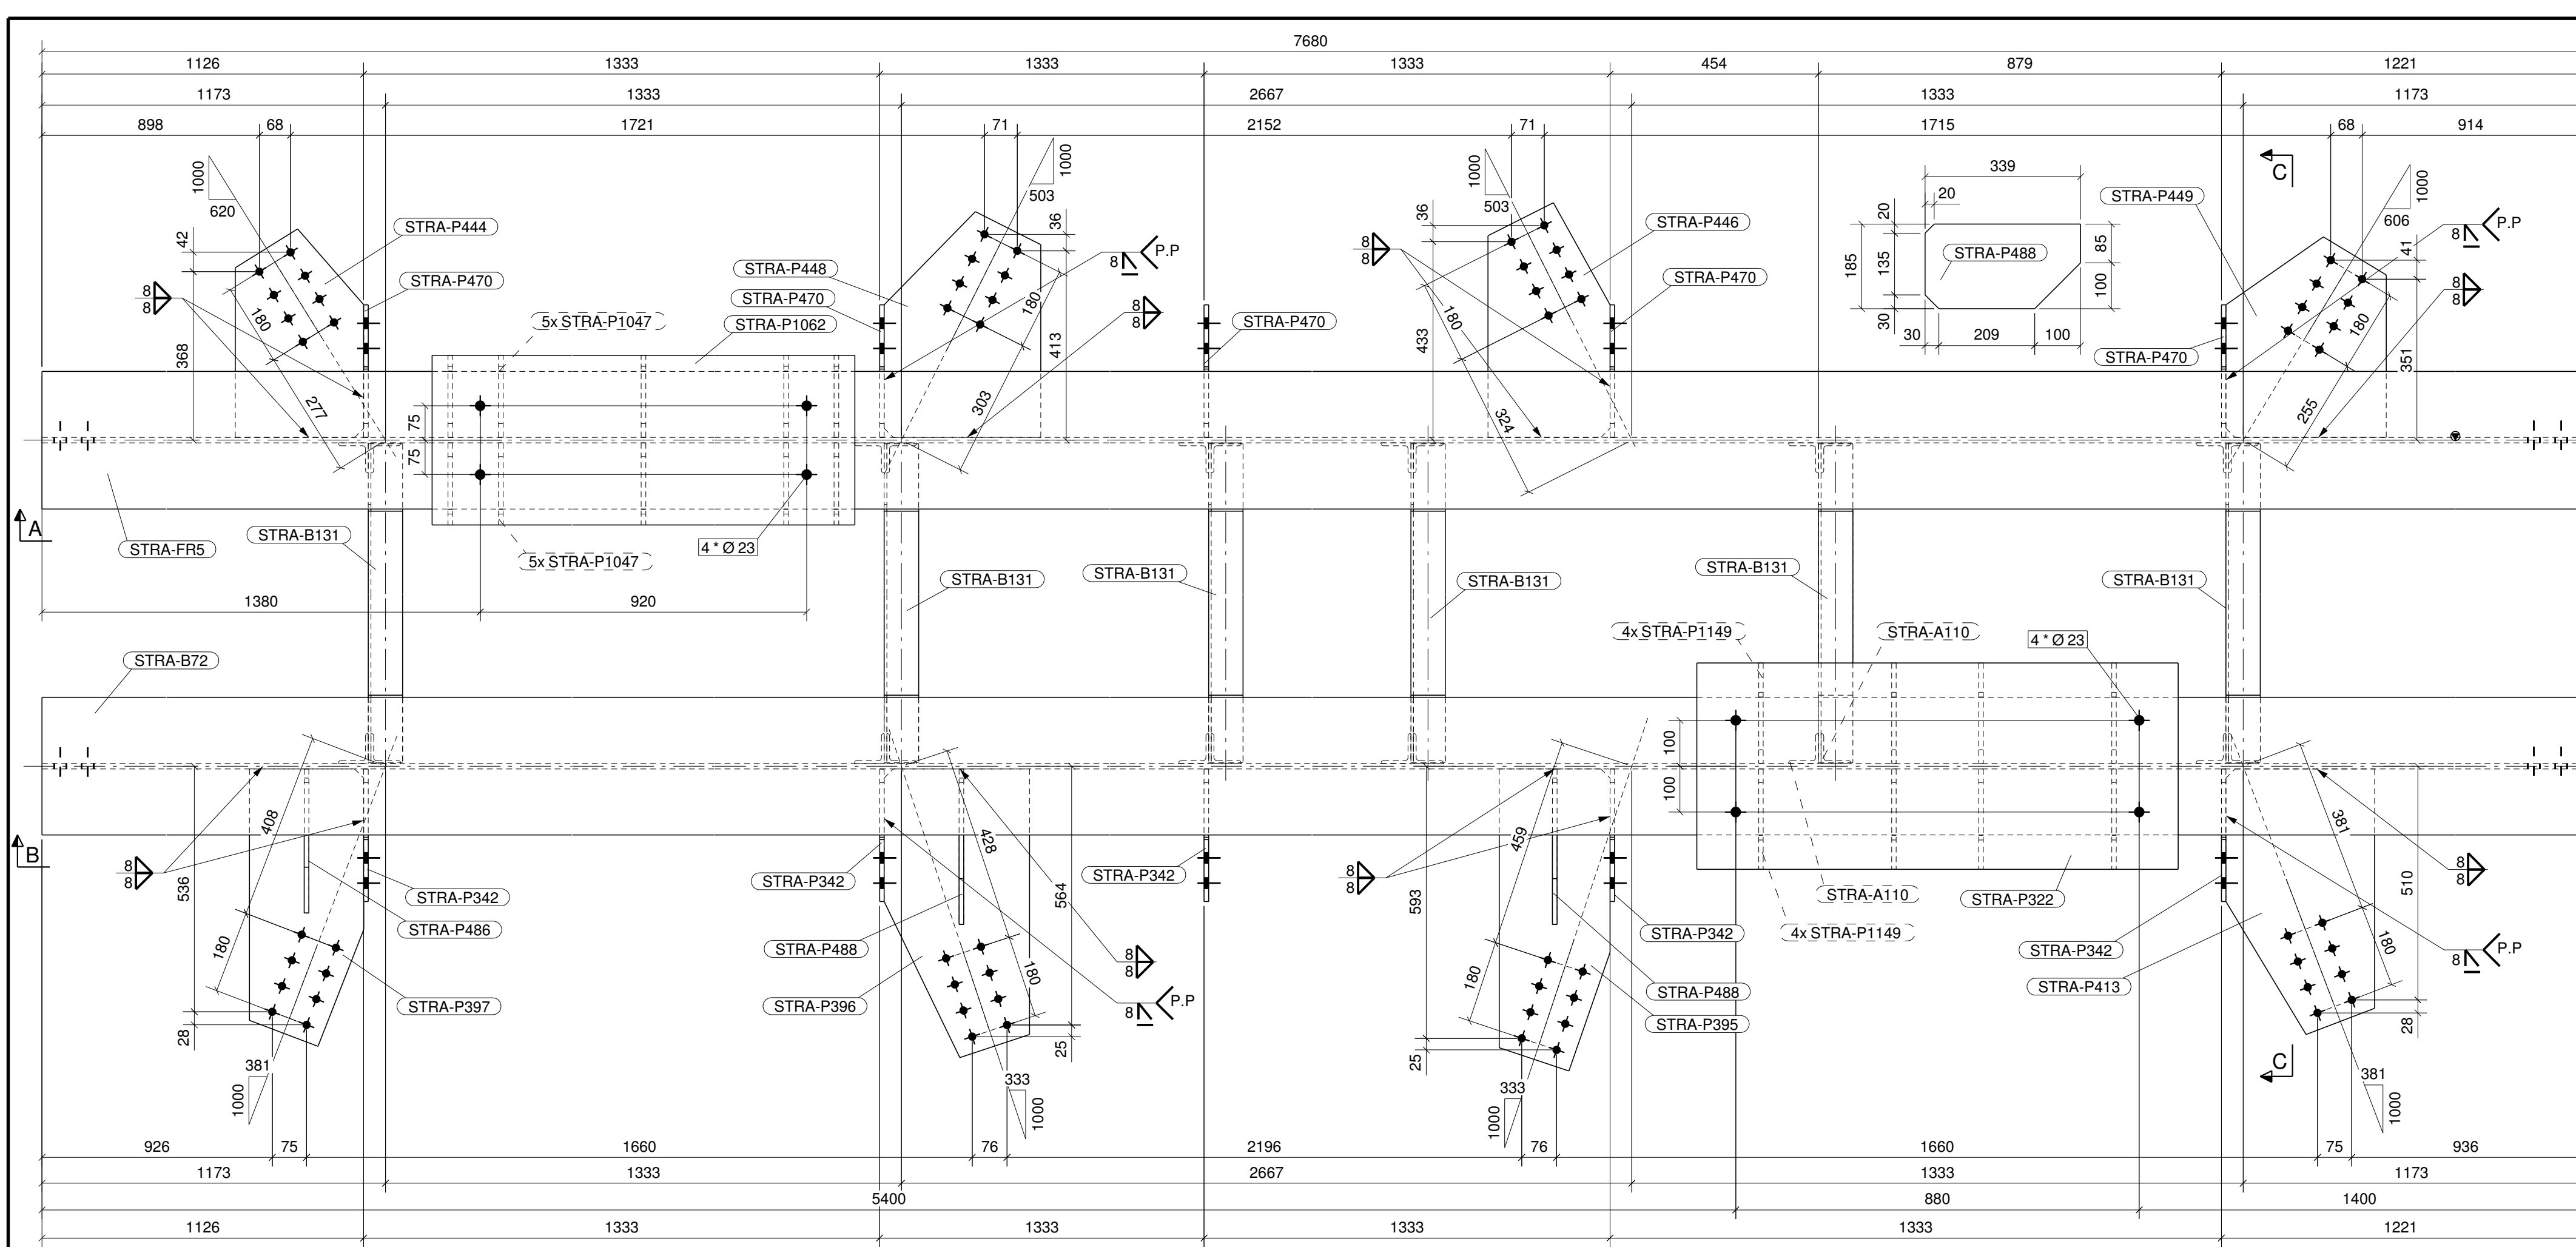 7680
1126 1333 1333 1333 454 879 1221
1173 1333 2667 1333 1173
898 68 1721 71 2152 71 1715 68 914
1000 620 42 368 180 277 8 8
STRA-P444
STRA-P470
5x STRA-P1047
STRA-P448
STRA-P470
STRA-P1062
1000 503 36 413 180 303
8 P.P
8 8
STRA-P470
1000 503 36 433 180 324
8 8
STRA-P446
STRA-P470
339
20
20 135 30 185
STRA-P488
85 100
30 209 100
C
STRA-P449
STRA-P470
1000 606 41 351 180 255
8 P.P
8 8
75 75
A
STRA-FR5
STRA-B131
5x STRA-P1047
4 * Ø 23
STRA-B131
STRA-B131
STRA-B131
STRA-B131
STRA-B131
1380 920
STRA-B72
4x STRA-P1149
STRA-A110
4 * Ø 23
100 100
B
8 8
536 408 180 28
STRA-P342
STRA-P486
STRA-P397
381 1000
STRA-P342
STRA-P488
STRA-P396
428 180 564 25
8 8
8 P.P
333 1000
STRA-P342
8 8
593 459 180 25
STRA-P342
STRA-P488
STRA-P395
333 1000
STRA-A110
4x STRA-P1149
STRA-P322
STRA-P342
STRA-P413
381 180 510 28
8 8
8 P.P
C
381 1000
926 75 1660 76 2196 76 1660 75 936
1173 1333 2667 1333 1173
5400 880 1400
1126 1333 1333 1333 1333 1221